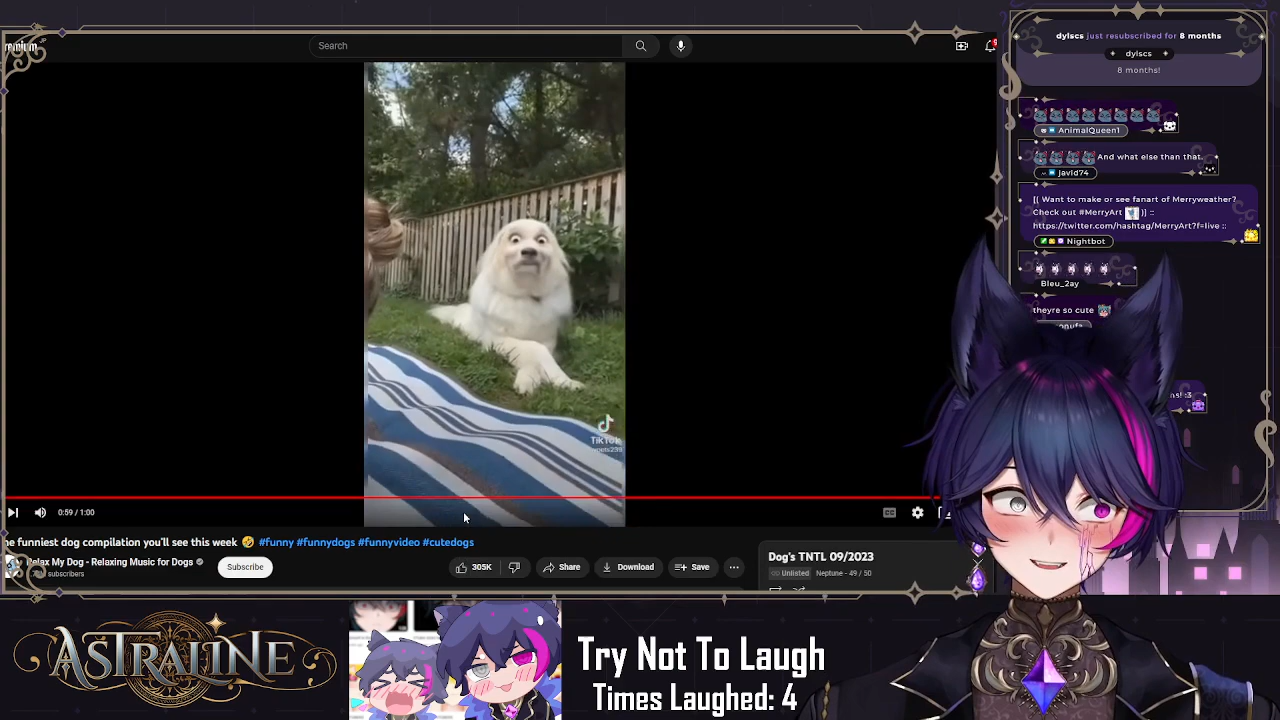 Search
0:59 / 1:00
funniest dog compilation you'll see this week 🤣 #funny #funnydogs #funnyvideo #cutedogs
Relax My Dog - Relaxing Music for Dogs
subscribers
Subscribe
305K
Share
Download
Save
TikTok
Dog's TNTL 09/2023
Unlisted
Neptune - 49 / 50
dylscs just resubscribed for 8 months
dylscs
8 months!
AnimalQueen1
And what else than that.
javid74
[( Want to make or see fanart of Merryweather?
Check out #MerryArt )] ::
https://twitter.com/hashtag/MerryArt?f=live ::
Nightbot
Bleu_2ay
theyre so cute
ASTRALINE
Try Not To Laugh
Times Laughed: 4